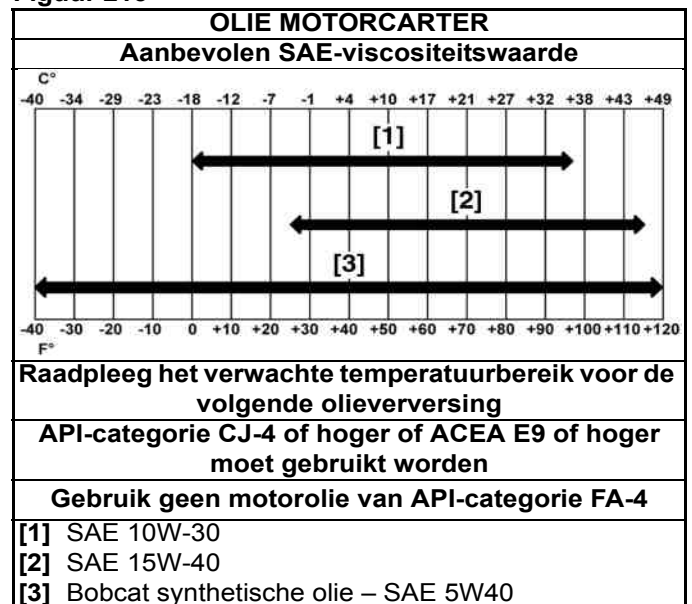 OLIE MOTORCARTER
Aanbevolen SAE-viscositeitswaarde
C°
-40 -34 -29 -23 -18 -12 -7 -1 +4 +10 +17 +21 +27 +32 +38 +43 +49
[1]
[2]
[3]
-40 -30 -20 -10 0 +10 +20 +30 +40 +50 +60 +70 +80 +90 +100 +110 +120
F°
Raadpleeg het verwachte temperatuurbereik voor de
volgende olieverversing
API-categorie CJ-4 of hoger of ACEA E9 of hoger
moet gebruikt worden
Gebruik geen motorolie van API-categorie FA-4
[1] SAE 10W-30
[2] SAE 15W-40
[3] Bobcat synthetische olie – SAE 5W40